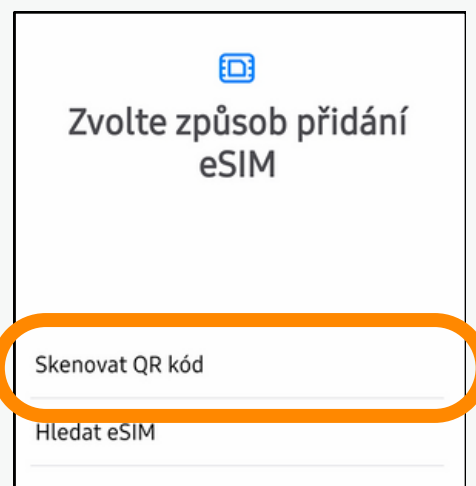 Zvolte způsob přidání
eSIM
Skenovat QR kód
Hledat eSIM